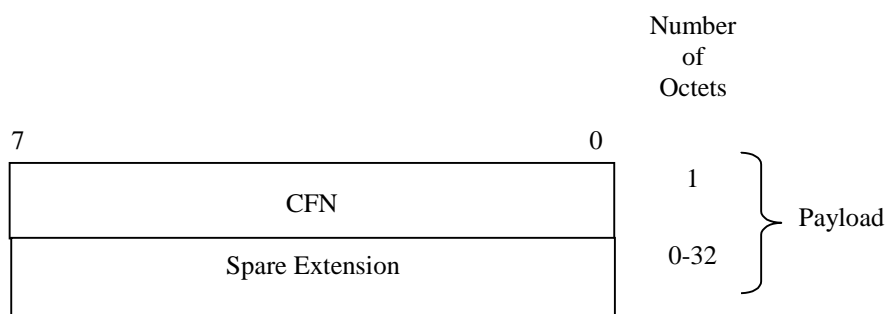 Number
of
Octets
7 0
CFN 1
Payload
Spare Extension 0-32